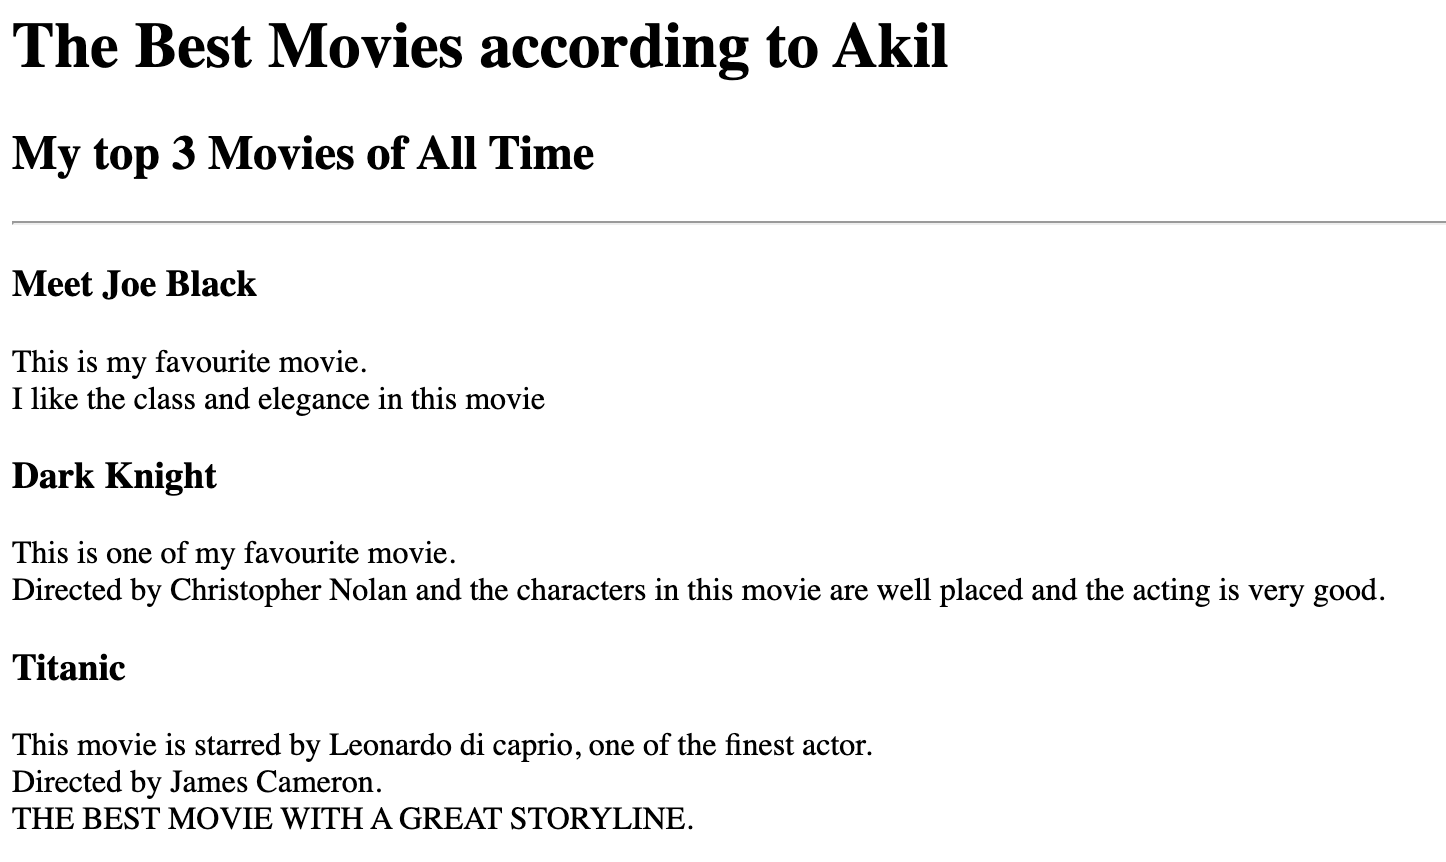 The Best Movies according to Akil
My top 3 Movies of All Time
Meet Joe Black
This is my favourite movie.
I like the class and elegance in this movie
Dark Knight
This is one of my favourite movie.
Directed by Christopher Nolan and the characters in this movie are well placed and the acting is very good.
Titanic
This movie is starred by Leonardo di caprio, one of the finest actor.
Directed by James Cameron.
THE BEST MOVIE WITH A GREAT STORYLINE.